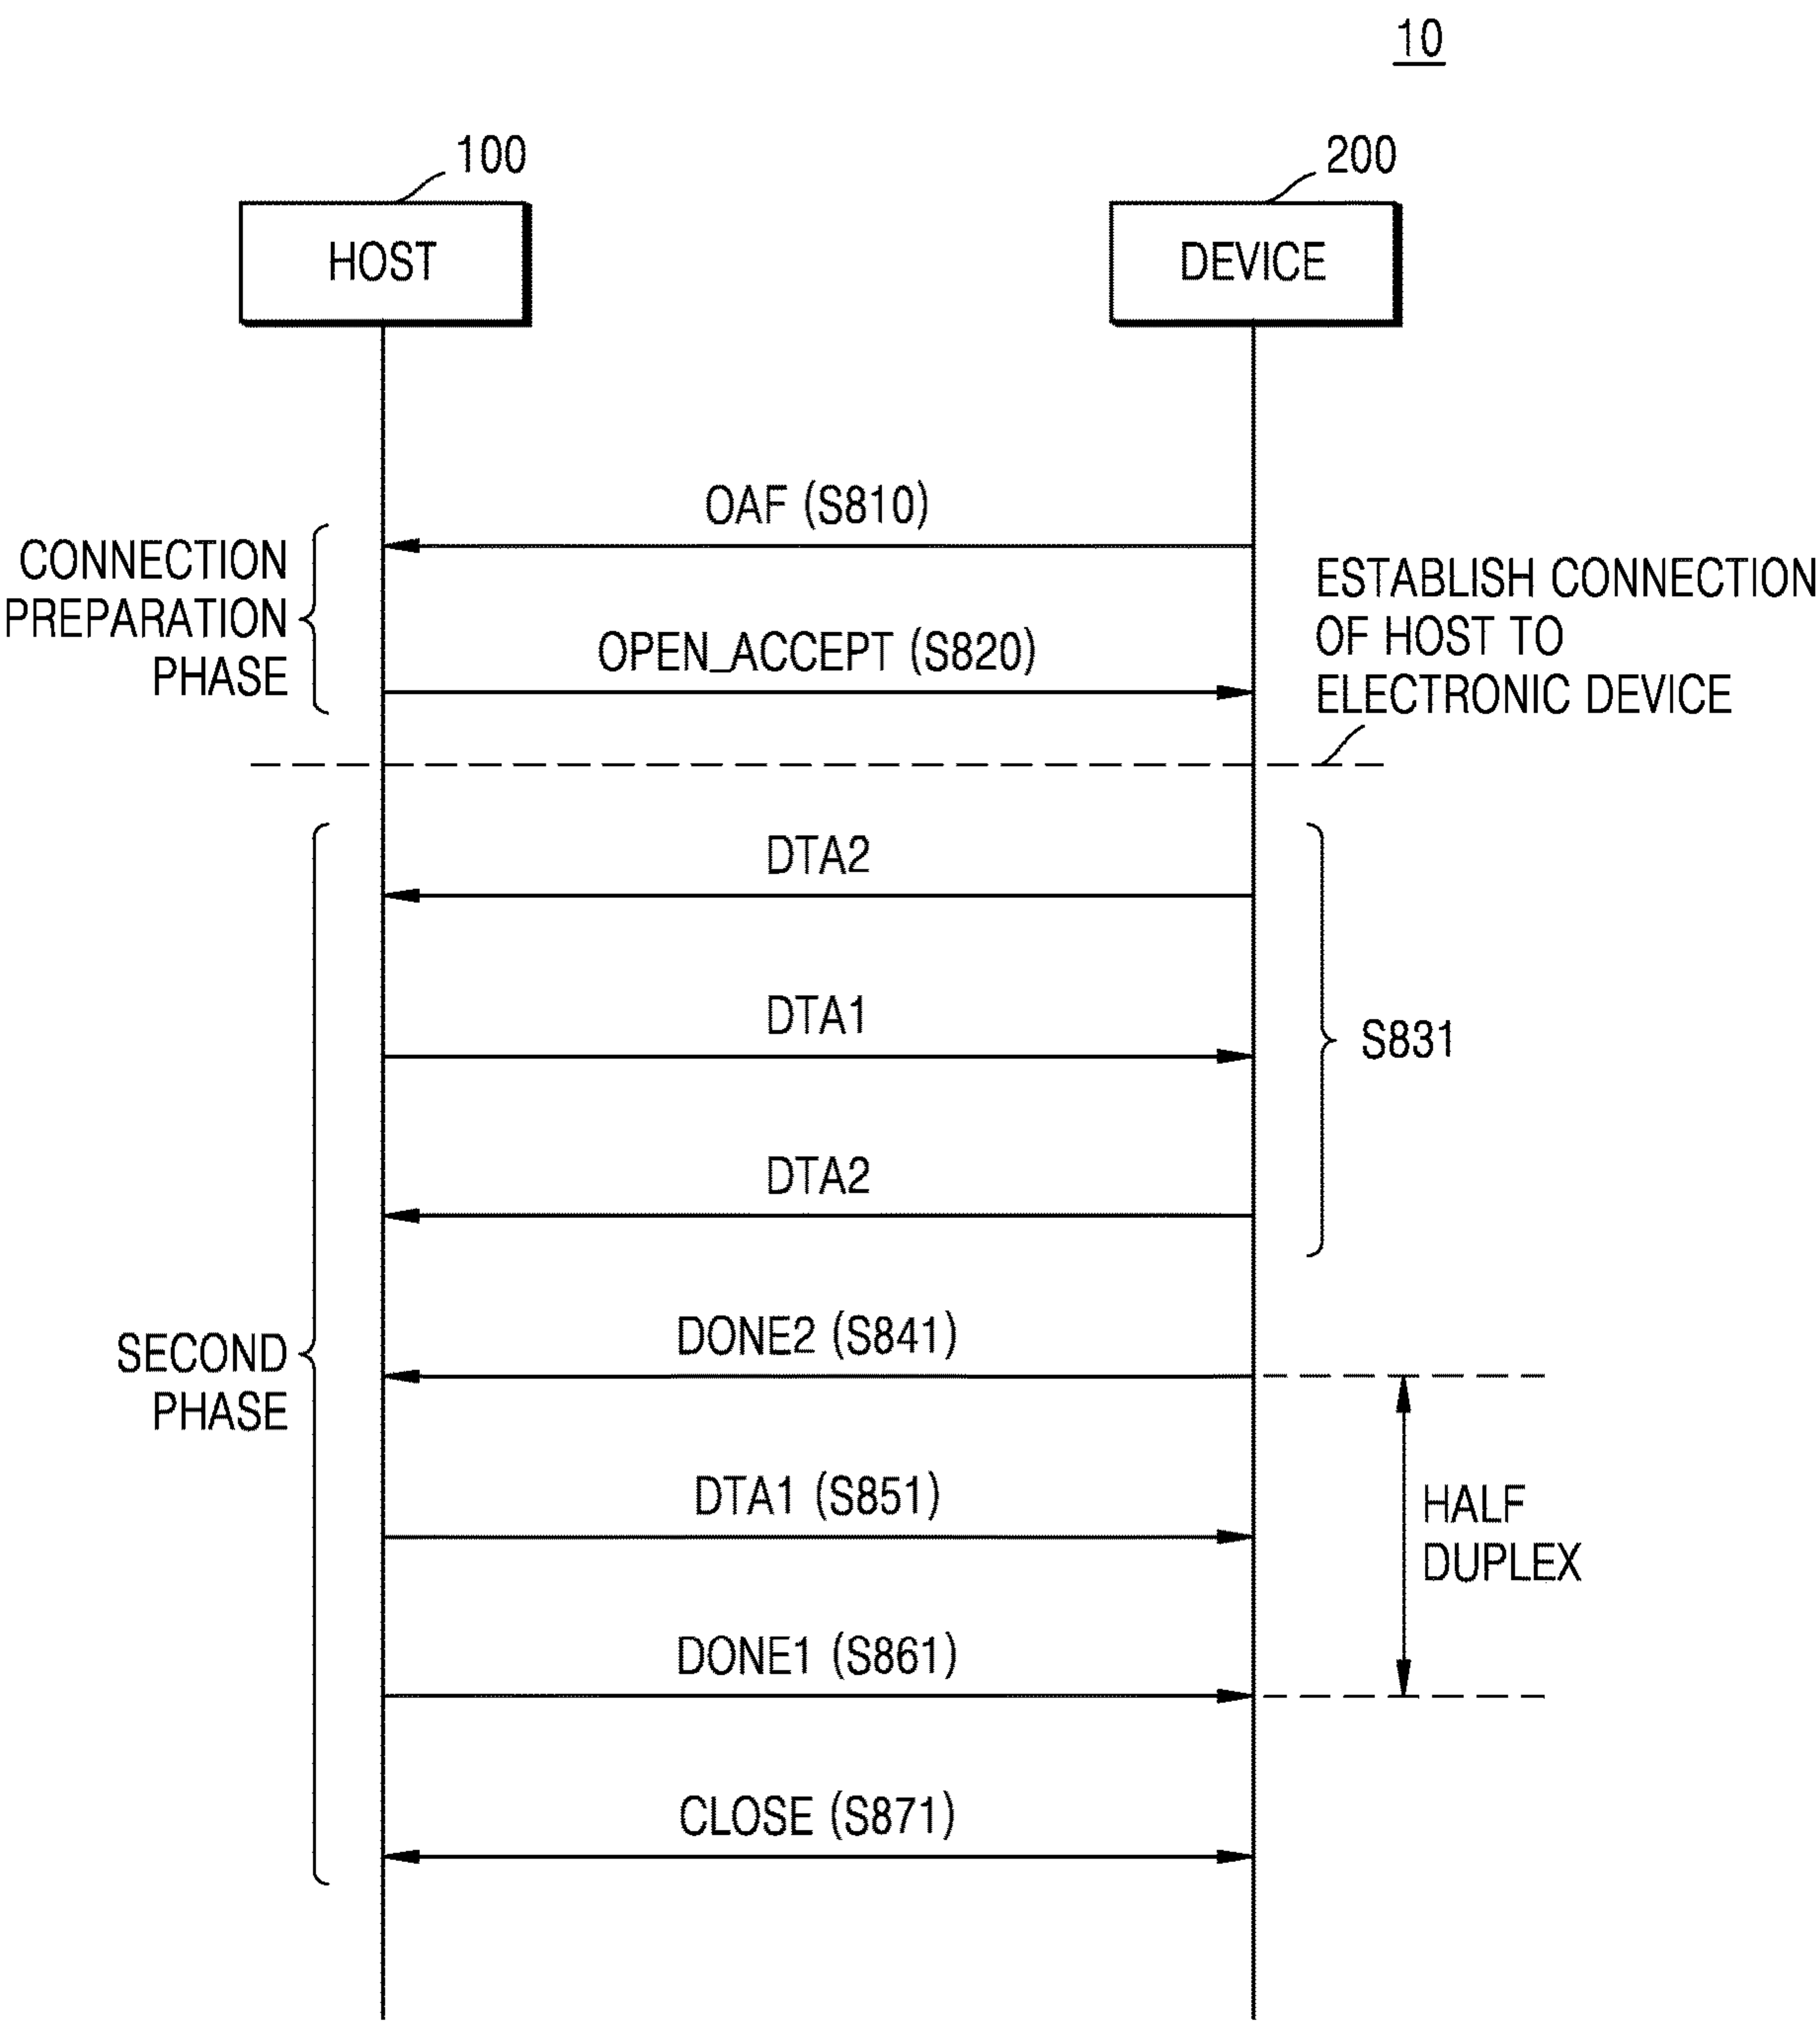 10
100
200
HOST
DEVICE
OAF (S810)
CONNECTION
PREPARATION
PHASE
OPEN_ACCEPT (S820)
ESTABLISH CONNECTION
OF HOST TO
ELECTRONIC DEVICE
DTA2
DTA1
S831
DTA2
DONE2 (S841)
SECOND
PHASE
DTA1 (S851)
HALF
DUPLEX
DONE1 (S861)
CLOSE (S871)